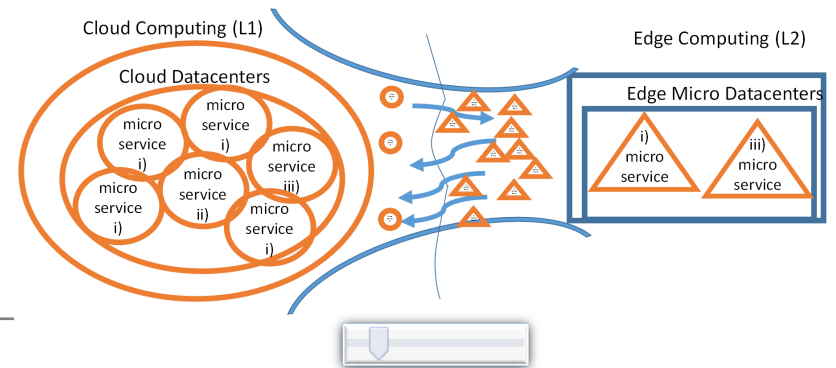 Cloud Computing (L1)
Edge Computing (L2)
Cloud Datacenters
Edge Micro Datacenters
micro
service
i)
micro
service
i)
micro
service
iii)
micro
service
i)
micro
service
ii)
micro
service
i)
i)
micro
service
iii)
micro
service